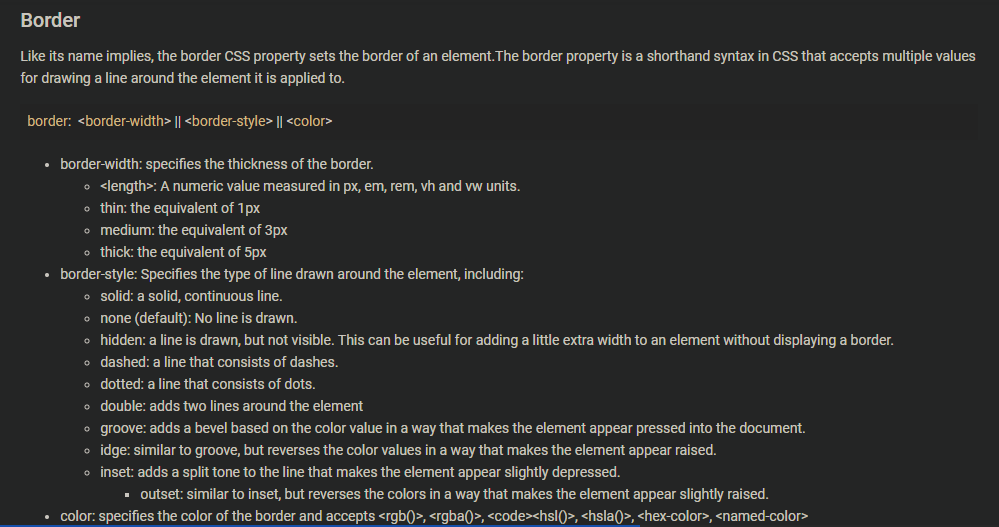 Border
Like its name implies, the border CSS property sets the border of an element.The border property is a shorthand syntax in CSS that accepts multiple values
for drawing a line around the element it is applied to.
border: <border-width> || <border-style> || <color>
• border-width: specifies the thickness of the border.
◦ <length>: A numeric value measured in px, em, rem, vh and vw units.
◦ thin: the equivalent of 1px
◦ medium: the equivalent of 3px
◦ thick: the equivalent of 5px
• border-style: Specifies the type of line drawn around the element, including:
◦ solid: a solid, continuous line.
◦ none (default): No line is drawn.
◦ hidden: a line is drawn, but not visible. This can be useful for adding a little extra width to an element without displaying a border.
◦ dashed: a line that consists of dashes.
◦ dotted: a line that consists of dots.
◦ double: adds two lines around the element
◦ groove: adds a bevel based on the color value in a way that makes the element appear pressed into the document.
◦ idge: similar to groove, but reverses the color values in a way that makes the element appear raised.
◦ inset: adds a split tone to the line that makes the element appear slightly depressed.
▪ outset: similar to inset, but reverses the colors in a way that makes the element appear slightly raised.
• color: specifies the color of the border and accepts <rgb()>, <rgba()>, <code><hsl()>, <hsla()>, <hex-color>, <named-color>